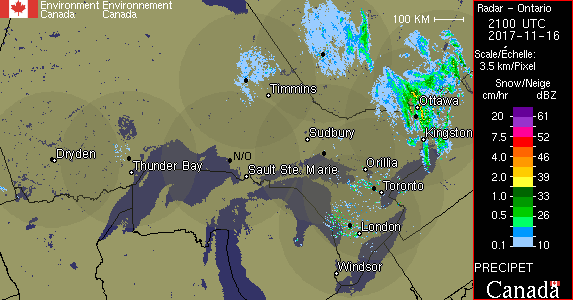 Environment Environnement
Canada Canada
100 KM
Timmins
Ottawa
Sudbury
Kingston
Dryden
Thunder Bay
N/O
Sault Ste. Marie
Orillia
Toronto
London
Windsor
Radar - Ontario
2100 UTC
2017-11-16
Scale/Échelle:
3.5 km/Pixel
Snow/Neige
cm/hr dBZ
20 61
7.5 52
4.0 46
2.0 39
1.0 33
0.5 26
0.1 10
PRECIPET
Canada